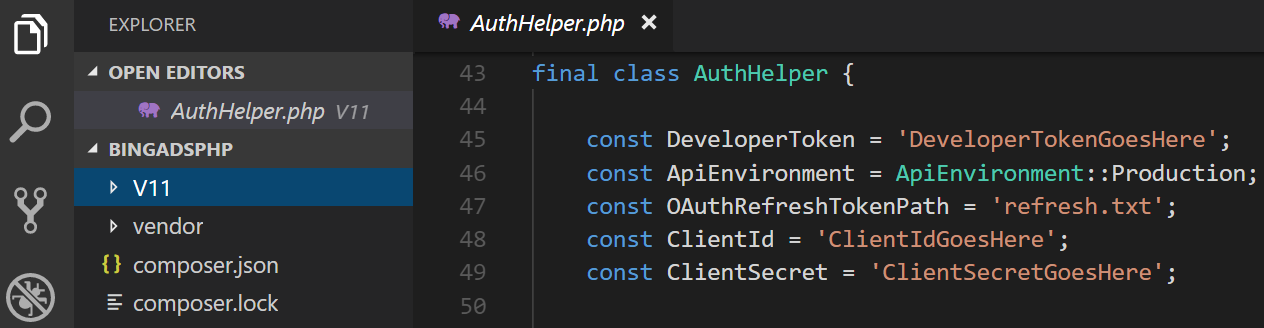 EXPLORER
OPEN EDITORS
AuthHelper.php V11
BINGADSPHP
V11
vendor
{} composer.json
composer.lock
AuthHelper.php ×
43 final class AuthHelper {
44
45 const DeveloperToken = 'DeveloperTokenGoesHere';
46 const ApiEnvironment = ApiEnvironment::Production;
47 const OAuthRefreshTokenPath = 'refresh.txt';
48 const ClientId = 'ClientIdGoesHere';
49 const ClientSecret = 'ClientSecretGoesHere';
50